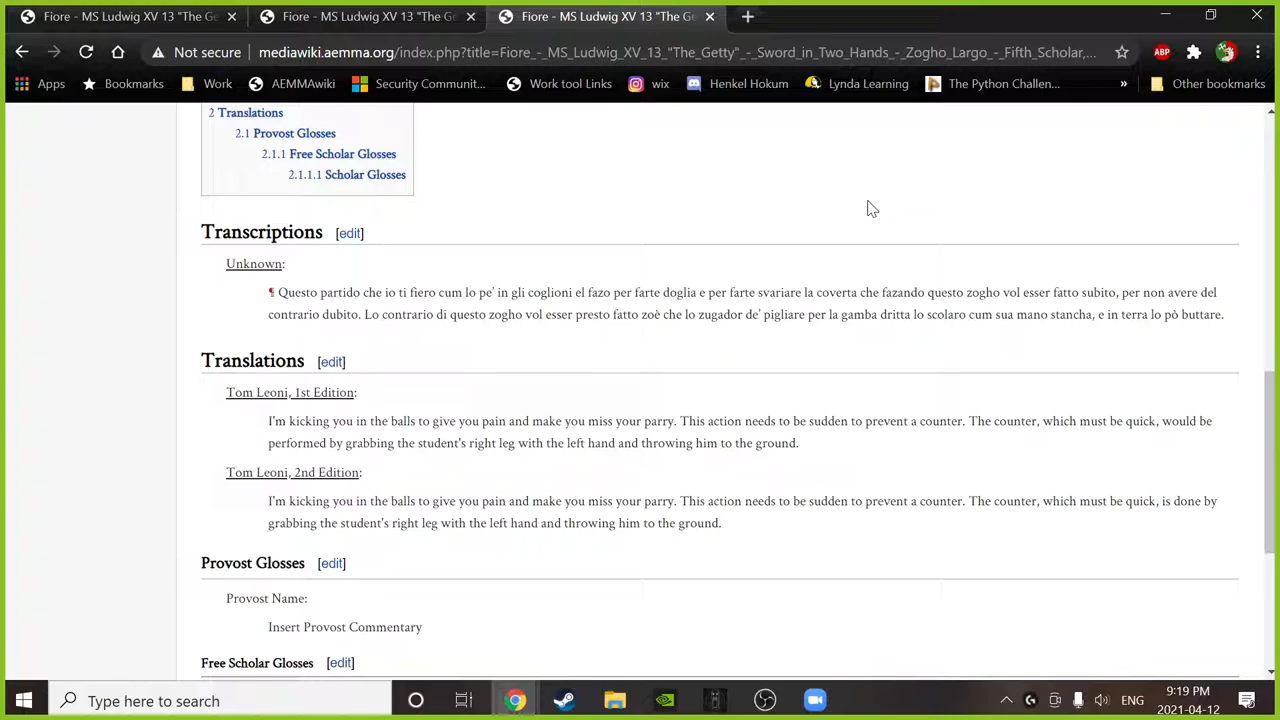 Fiore - MS Ludwig XV 13 "The Ge
Fiore - MS Ludwig XV 13 "The Ge
Fiore - MS Ludwig XV 13 "The Ge
Not secure mediawiki.aemma.org/index.php?title=Fiore_-_MS_Ludwig_XV_13_"The_Getty"_-_Sword_in_Two_Hands_-_Zogho_Largo_-_Fifth_Scholar,...
ABP
Apps Bookmarks Work AEMMAwiki Security Communit... Work tool Links wix Henkel Hokum Lynda Learning The Python Challen... » Other bookmarks
2 Translations
2.1 Provost Glosses
2.1.1 Free Scholar Glosses
2.1.1.1 Scholar Glosses
Transcriptions [edit]
Unknown:
¶ Questo partido che io ti fiero cum lo pe' in gli coglioni el fazo per farte doglia e per farte svariare la coverta che fazando questo zogho vol esser fatto subito, per non avere del
contrario dubito. Lo contrario di questo zogho vol esser presto fatto zoè che lo zugador de' pigliare per la gamba dritta lo scolaro cum sua mano stancha, e in terra lo pò buttare.
Translations [edit]
Tom Leoni, 1st Edition:
I'm kicking you in the balls to give you pain and make you miss your parry. This action needs to be sudden to prevent a counter. The counter, which must be quick, would be
performed by grabbing the student's right leg with the left hand and throwing him to the ground.
Tom Leoni, 2nd Edition:
I'm kicking you in the balls to give you pain and make you miss your parry. This action needs to be sudden to prevent a counter. The counter, which must be quick, is done by
grabbing the student's right leg with the left hand and throwing him to the ground.
Provost Glosses [edit]
Provost Name:
Insert Provost Commentary
Free Scholar Glosses [edit]
Type here to search
ENG
9:19 PM
2021-04-12